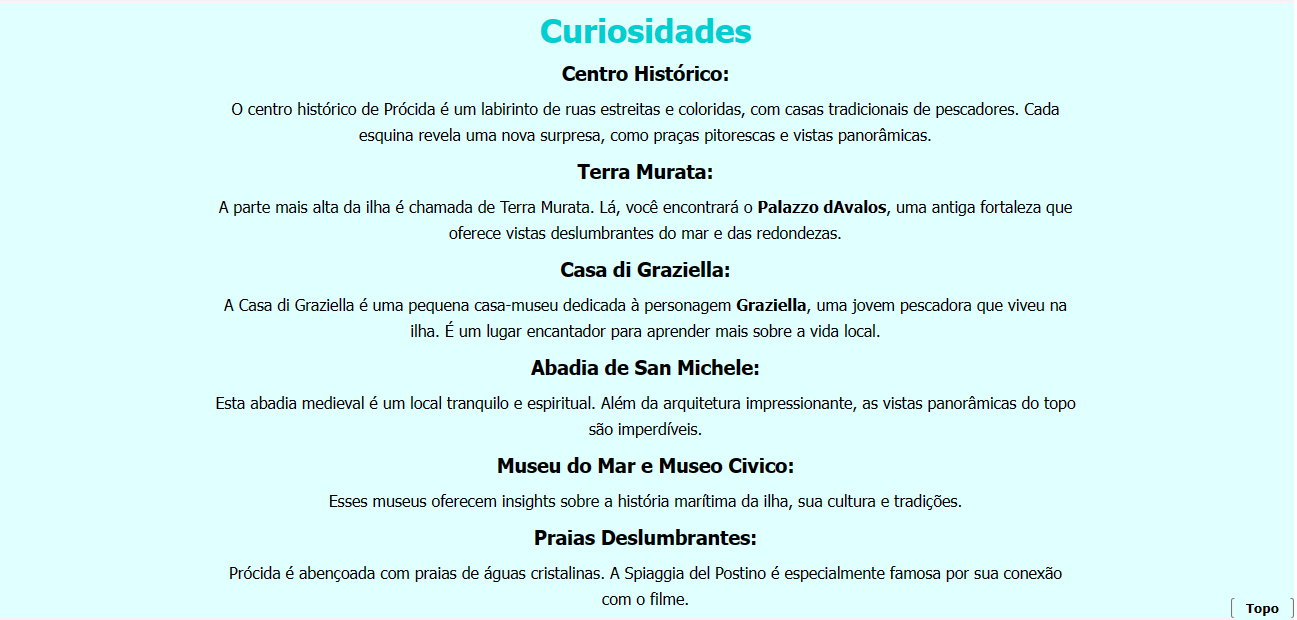 Curiosidades
Centro Histórico:
O centro histórico de Prócida é um labirinto de ruas estreitas e coloridas, com casas tradicionais de pescadores. Cada
esquina revela uma nova surpresa, como praças pitorescas e vistas panorâmicas.
Terra Murata:
A parte mais alta da ilha é chamada de Terra Murata. Lá, você encontrará o Palazzo dAvalos, uma antiga fortaleza que
oferece vistas deslumbrantes do mar e das redondezas.
Casa di Graziella:
A Casa di Graziella é uma pequena casa-museu dedicada à personagem Graziella, uma jovem pescadora que viveu na
ilha. É um lugar encantador para aprender mais sobre a vida local.
Abadia de San Michele:
Esta abadia medieval é um local tranquilo e espiritual. Além da arquitetura impressionante, as vistas panorâmicas do topo
são imperdíveis.
Museu do Mar e Museo Civico:
Esses museus oferecem insights sobre a história marítima da ilha, sua cultura e tradições.
Praias Deslumbrantes:
Prócida é abençoada com praias de águas cristalinas. A Spiaggia del Postino é especialmente famosa por sua conexão
com o filme.
Topo